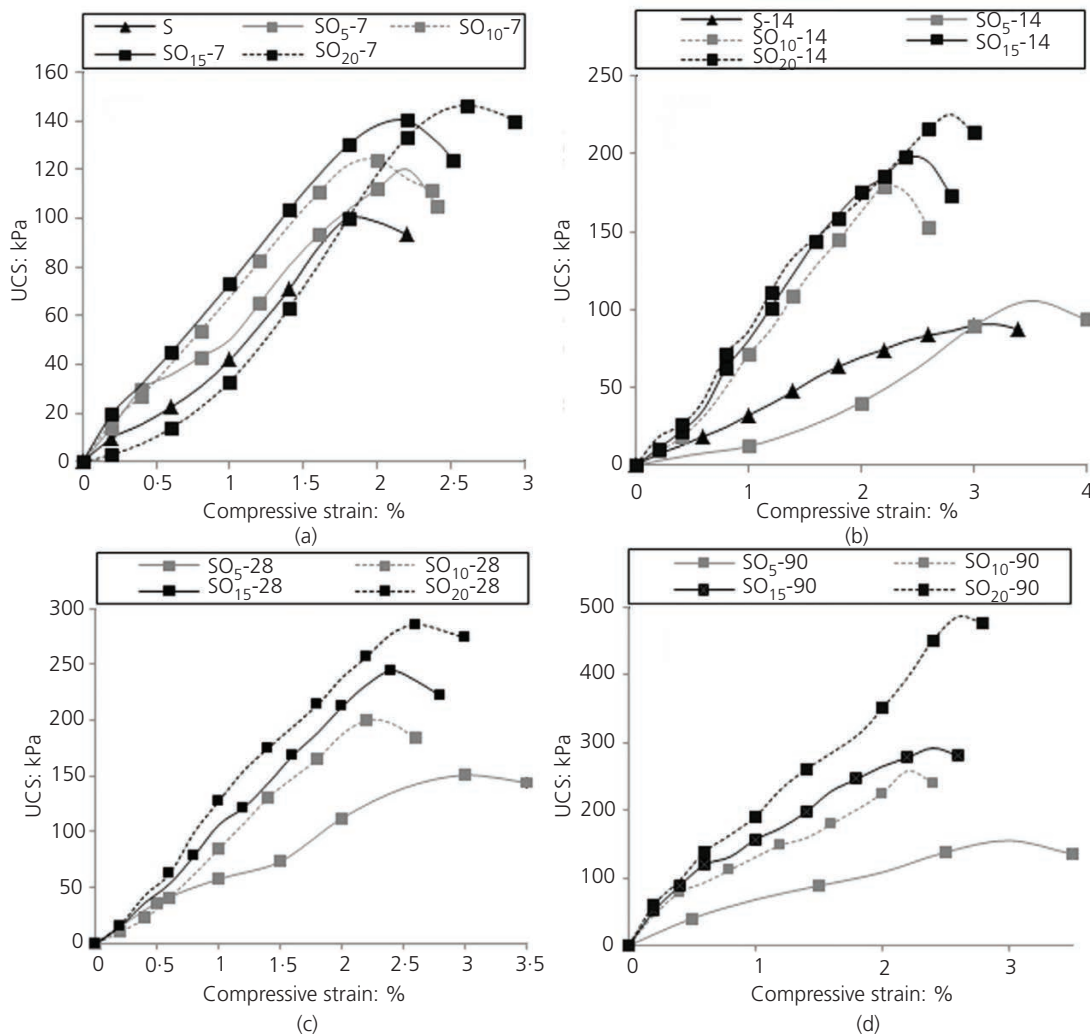 S SO5-7 SO10-7
SO15-7 SO20-7
160
140
120
100
80
60
40
20
0
UCS: kPa
0 0·5 1 1·5 2 2·5 3
Compressive strain: %
(a)
S-14 SO5-14
SO10-14 SO15-14
SO20-14
250
200
150
100
50
0
UCS: kPa
0 1 2 3 4
Compressive strain: %
(b)
SO5-28 SO10-28
SO15-28 SO20-28
300
250
200
150
100
50
0
UCS: kPa
0 0·5 1 1·5 2 2·5 3 3·5
Compressive strain: %
(c)
SO5-90 SO10-90
SO15-90 SO20-90
500
400
300
200
100
0
UCS: kPa
0 1 2 3
Compressive strain: %
(d)